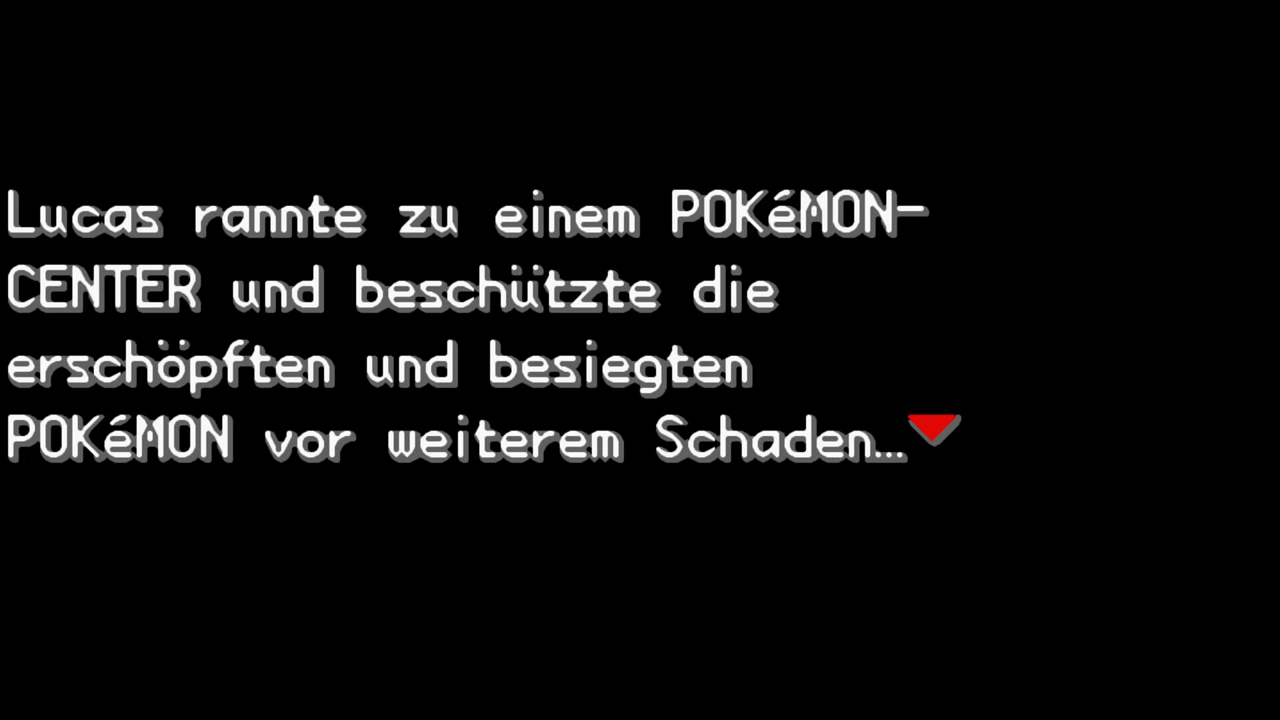 Lucas rannte zu einem POKéMON-
CENTER und beschützte die
erschöpften und besiegten
POKéMON vor weiterem Schaden...